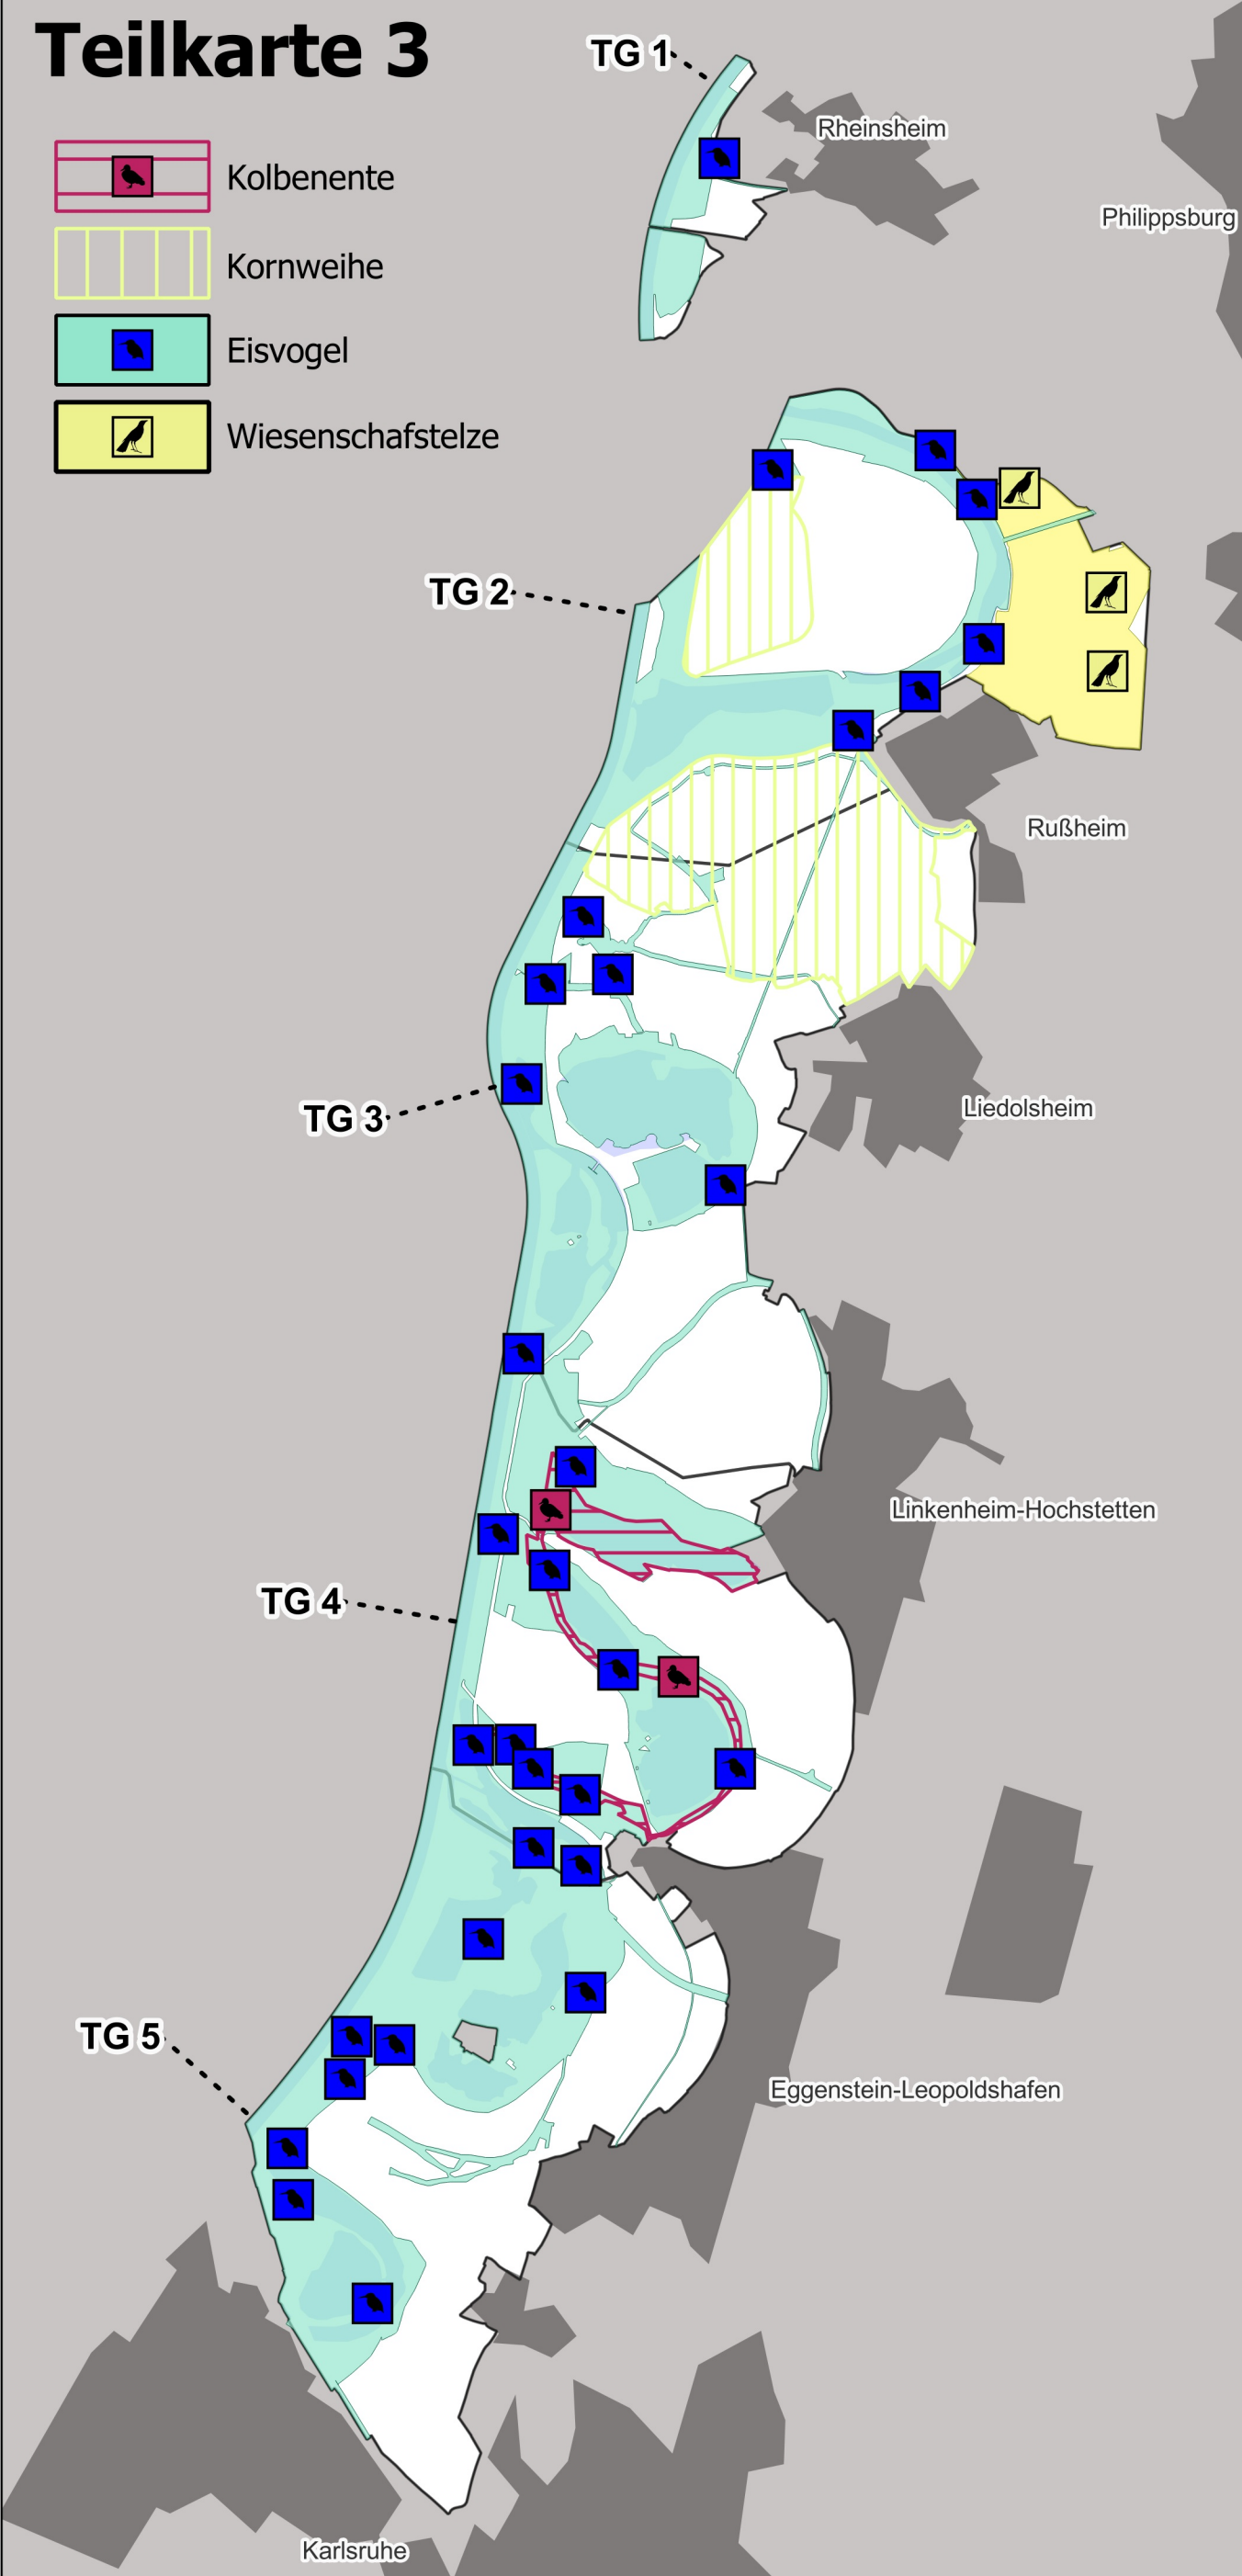 Teilkarte 3
TG 1
Rheinsheim
Kolbenente
Philippsburg
Kornweihe
Eisvogel
Wiesenschafstelze
TG 2
Rußheim
Liedolsheim
TG 3
Linkenheim-Hochstetten
TG 4
TG 5
Eggenstein-Leopoldshafen
Karlsruhe